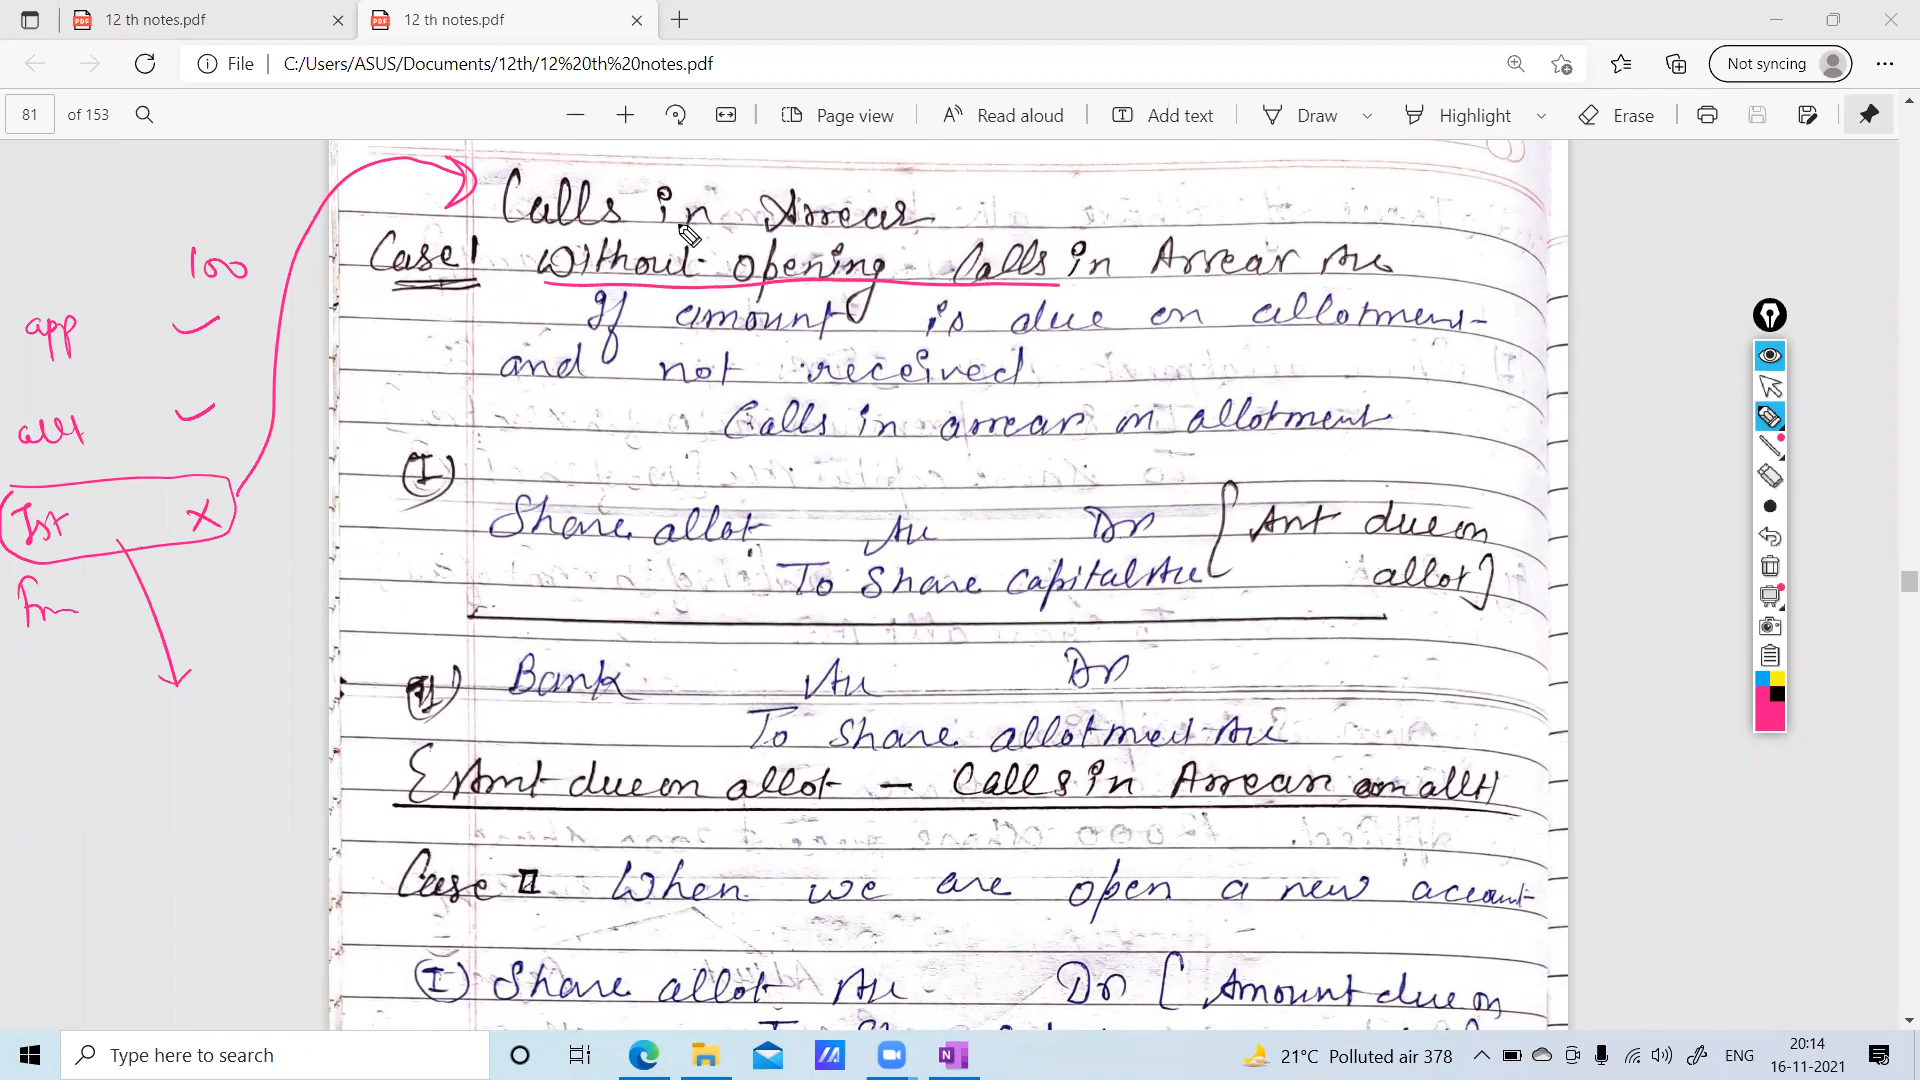 12 th notes.pdf
12 th notes.pdf
File C:/Users/ASUS/Documents/12th/12%20th%20notes.pdf
Not syncing
81 of 153
Page view
Read aloud
Add text
Draw
Highlight
Erase
Calls in Arrear
Case 1 Without opening Calls in Arrear A/c
If amount is due on allotment
and not received
Calls in arrear on allotment
(I)
Share allot A/c Dr { Amt due on
To Share capital A/c allot }
(II) Bank A/c Dr
To Share allotment A/c
{ Amt due on allot - Calls in Arrear on allt }
Case II When we are open a new account
(I) Share allot A/c Dr [ Amount due on
100
app ✓
allt ✓
Ist X
Type here to search
21°C Polluted air 378
ENG
20:14
16-11-2021